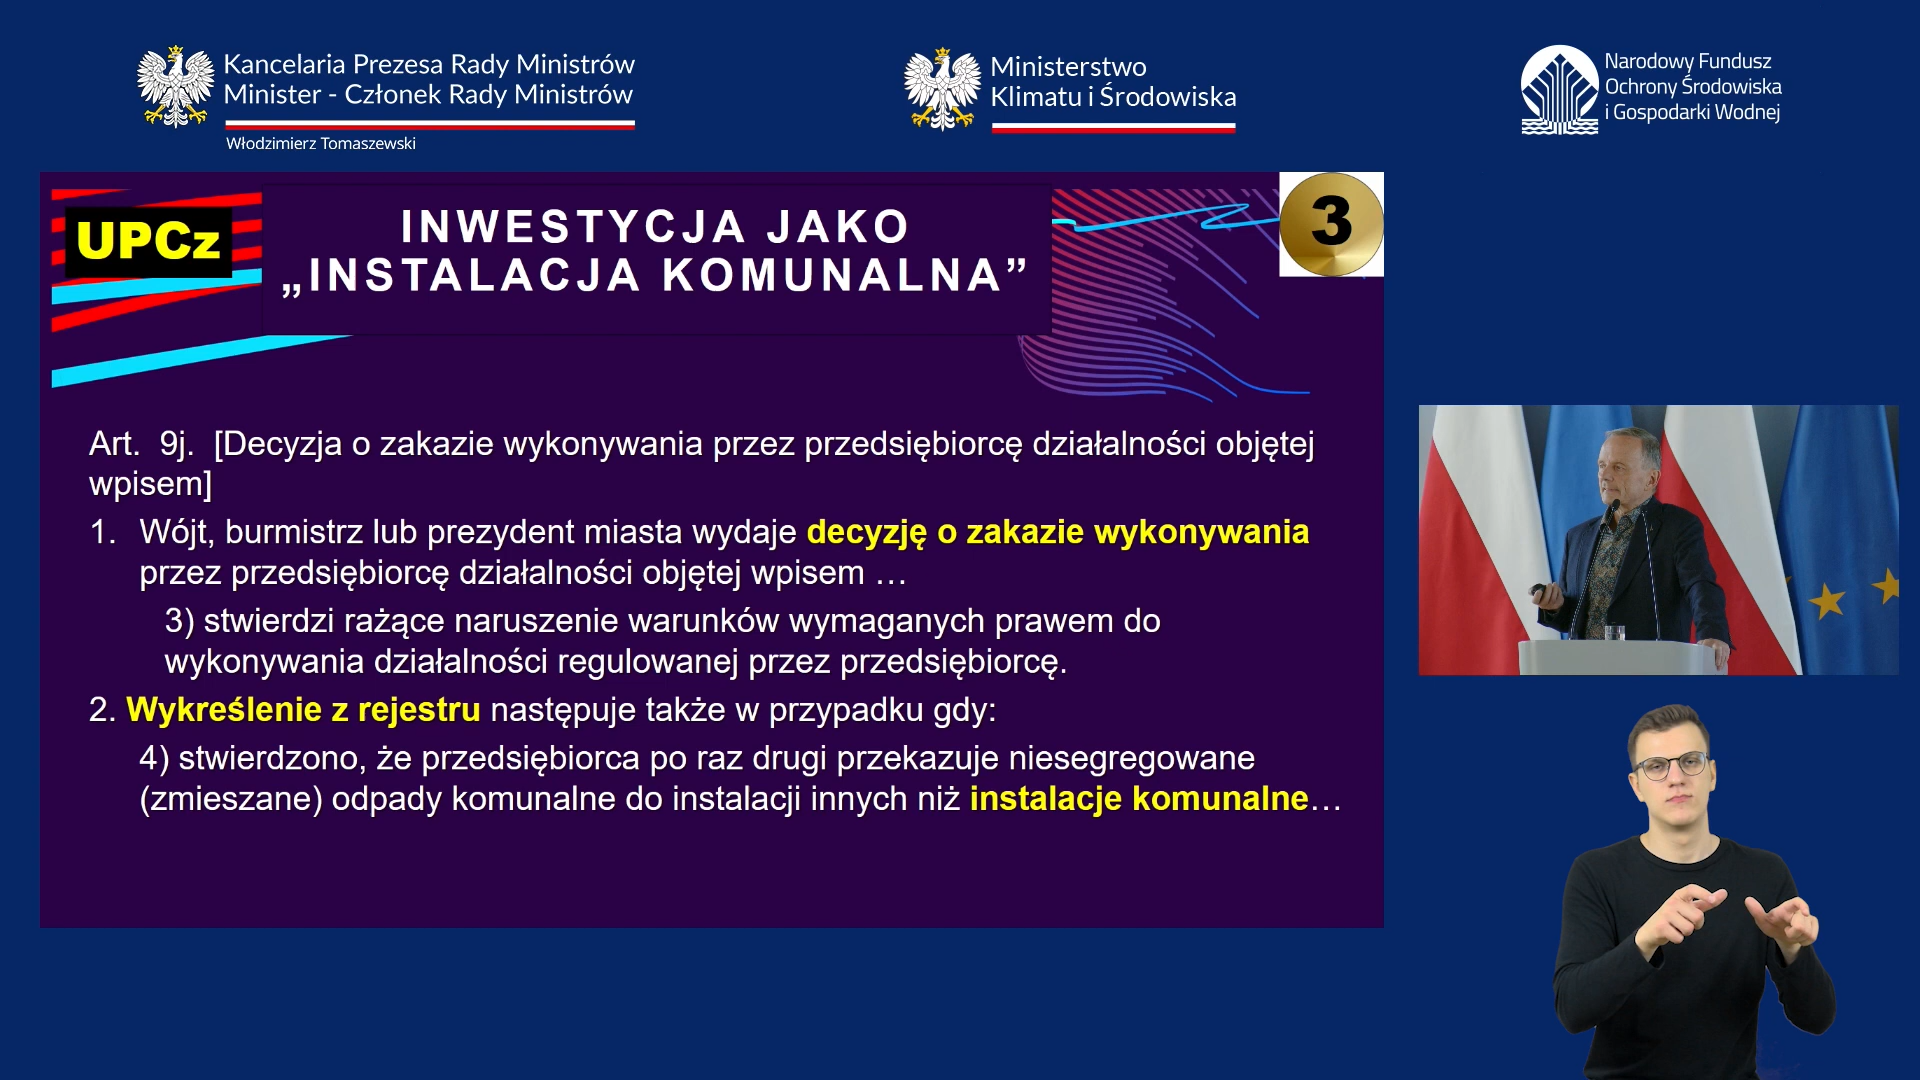 Kancelaria Prezesa Rady Ministrów
Minister - Członek Rady Ministrów
Włodzimierz Tomaszewski
Ministerstwo
Klimatu i Środowiska
Narodowy Fundusz
Ochrony Środowiska
i Gospodarki Wodnej
UPCz
INWESTYCJA JAKO
„INSTALACJA KOMUNALNA”
3
Art. 9j. [Decyzja o zakazie wykonywania przez przedsiębiorcę działalności objętej
wpisem]
1. Wójt, burmistrz lub prezydent miasta wydaje decyzję o zakazie wykonywania
przez przedsiębiorcę działalności objętej wpisem …
3) stwierdzi rażące naruszenie warunków wymaganych prawem do
wykonywania działalności regulowanej przez przedsiębiorcę.
2. Wykreślenie z rejestru następuje także w przypadku gdy:
4) stwierdzono, że przedsiębiorca po raz drugi przekazuje niesegregowane
(zmieszane) odpady komunalne do instalacji innych niż instalacje komunalne…